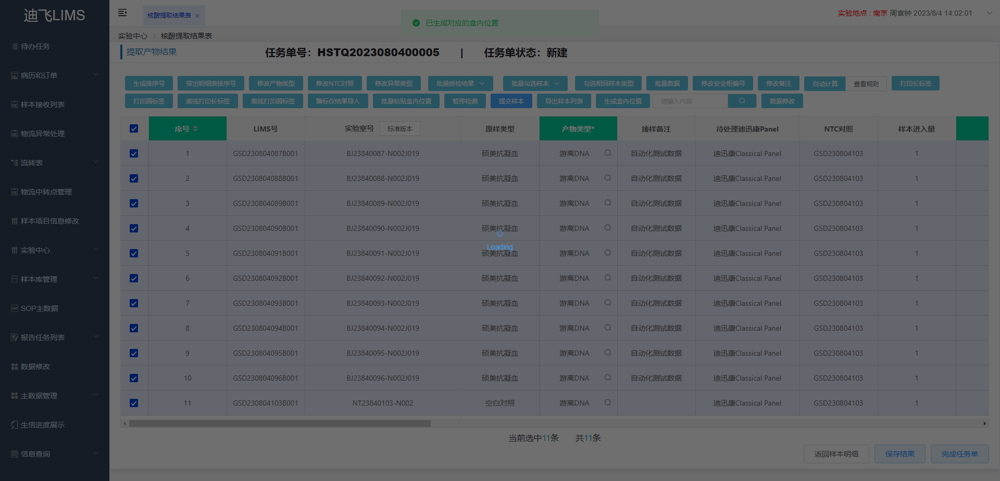 迪飞LIMS
待办任务
病历和订单
样本接收列表
物流异常处理
流转表
物流中转点管理
样本项目信息修改
实验中心
样本库管理
SOP主数据
报告任务列表
数据修改
主数据管理
生信进度展示
信息查询
核酸提取结果表
已生成对应的盒内位置
实验地点 : 南京 周官钟 2023/8/4 14:02:01
实验中心 核酸提取结果表
提取产物结果 任务单号：HSTQ2023080400005 | 任务单状态：新建
生成排序号 带出明细表排序号 修改产物类型 修改NTC对照 修改异常类型 批量质检结果 批量勾选样本 勾选相同样本类型 批量数据 修改安全柜编号 修改备注 自动计算 查看规则 打印长标签
打印圆标签 离线打印长标签 离线打印圆标签 酶标仪结果导入 批量粘贴盒内位置 暂停检测 提交样本 导出样本列表 生成盒内位置 请输入内容 数据修改
序号 LIMS号 实验室号 标准版本 原样类型 产物类型* 接样备注 待处理迪迅康Panel NTC对照 样本进入量
1 GSD230804087B001 BJ23840087-N002J019 硕美抗凝血 游离DNA 自动化测试数据 迪迅康Classical Panel GSD230804103 1
2 GSD230804088B001 BJ23840088-N002J019 硕美抗凝血 游离DNA 自动化测试数据 迪迅康Classical Panel GSD230804103 1
3 GSD230804089B001 BJ23840089-N002J019 硕美抗凝血 游离DNA 自动化测试数据 迪迅康Classical Panel GSD230804103 1
4 GSD230804090B001 BJ23840090-N002J019 硕美抗凝血 游离DNA 自动化测试数据 迪迅康Classical Panel GSD230804103 1
Loading
5 GSD230804091B001 BJ23840091-N002J019 硕美抗凝血 游离DNA 自动化测试数据 迪迅康Classical Panel GSD230804103 1
6 GSD230804092B001 BJ23840092-N002J019 硕美抗凝血 游离DNA 自动化测试数据 迪迅康Classical Panel GSD230804103 1
7 GSD230804093B001 BJ23840093-N002J019 硕美抗凝血 游离DNA 自动化测试数据 迪迅康Classical Panel GSD230804103 1
8 GSD230804094B001 BJ23840094-N002J019 硕美抗凝血 游离DNA 自动化测试数据 迪迅康Classical Panel GSD230804103 1
9 GSD230804095B001 BJ23840095-N002J019 硕美抗凝血 游离DNA 自动化测试数据 迪迅康Classical Panel GSD230804103 1
10 GSD230804096B001 BJ23840096-N002J019 硕美抗凝血 游离DNA 自动化测试数据 迪迅康Classical Panel GSD230804103 1
11 GSD230804103B001 NT23840103-N002 空白对照 游离DNA 迪迅康Classical Panel GSD230804103 1
当前选中11条 共11条
返回样本明细 保存结果 完成任务单